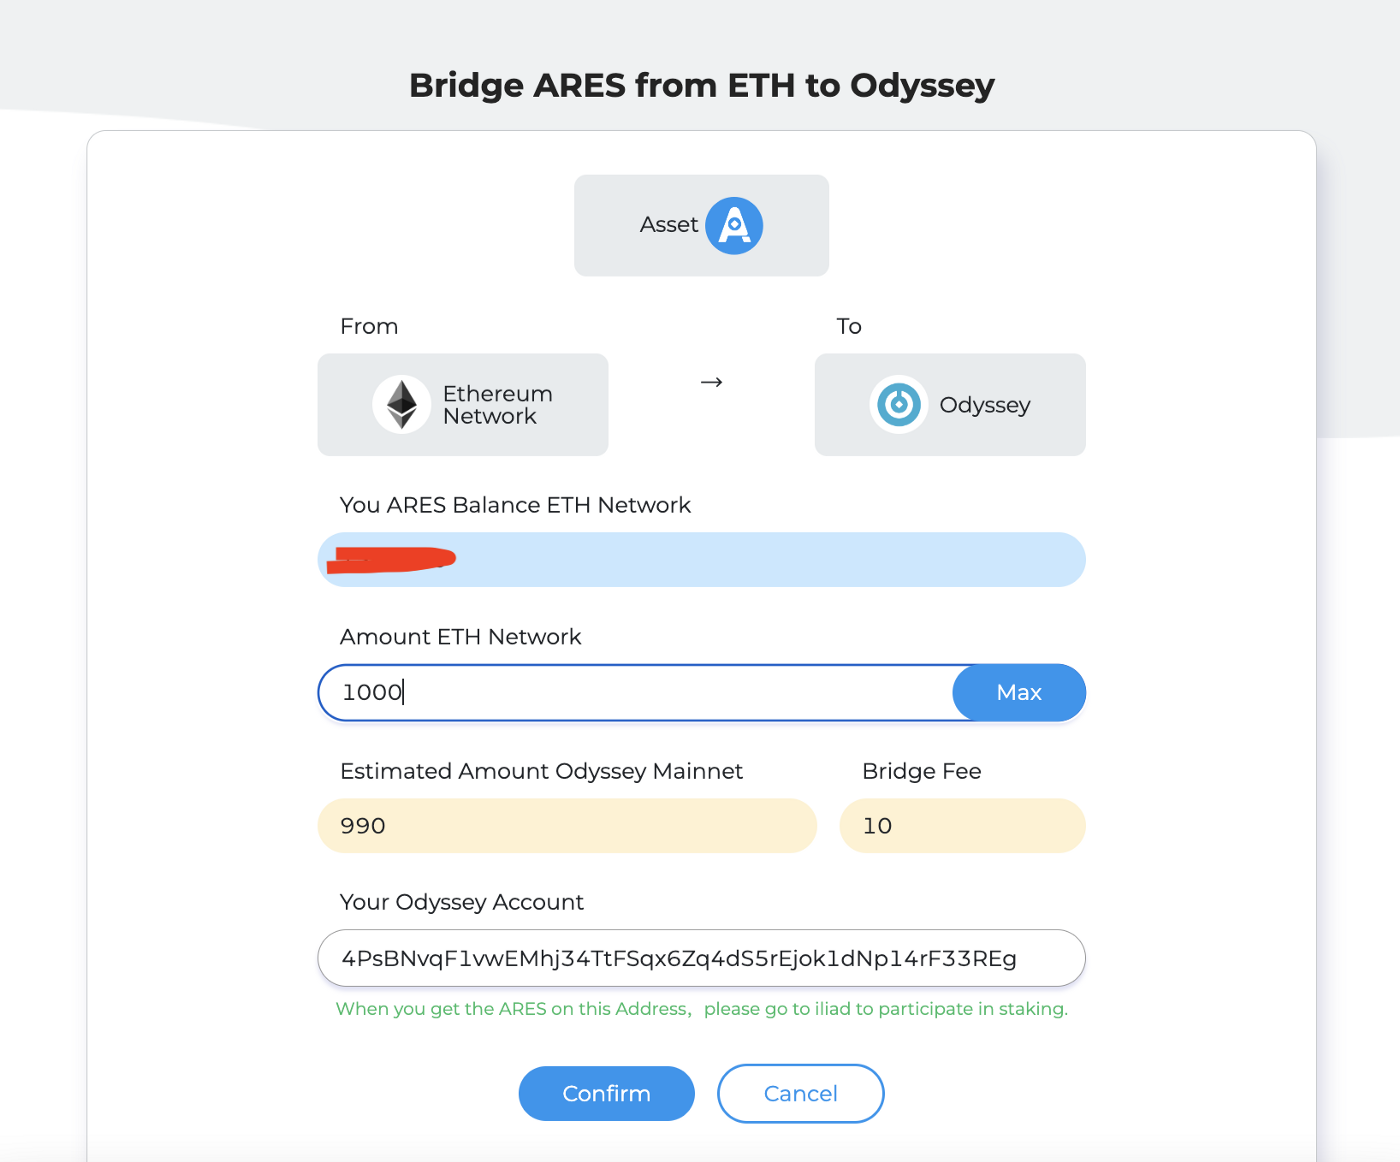 Bridge ARES from ETH to Odyssey
Asset
From
To
Ethereum
Network
→
Odyssey
You ARES Balance ETH Network
Amount ETH Network
1000
Max
Estimated Amount Odyssey Mainnet
Bridge Fee
990
10
Your Odyssey Account
4PsBNvqF1vwEMhj34TtFSqx6Zq4dS5rEjok1dNp14rF33REg
When you get the ARES on this Address，please go to iliad to participate in staking.
Confirm
Cancel